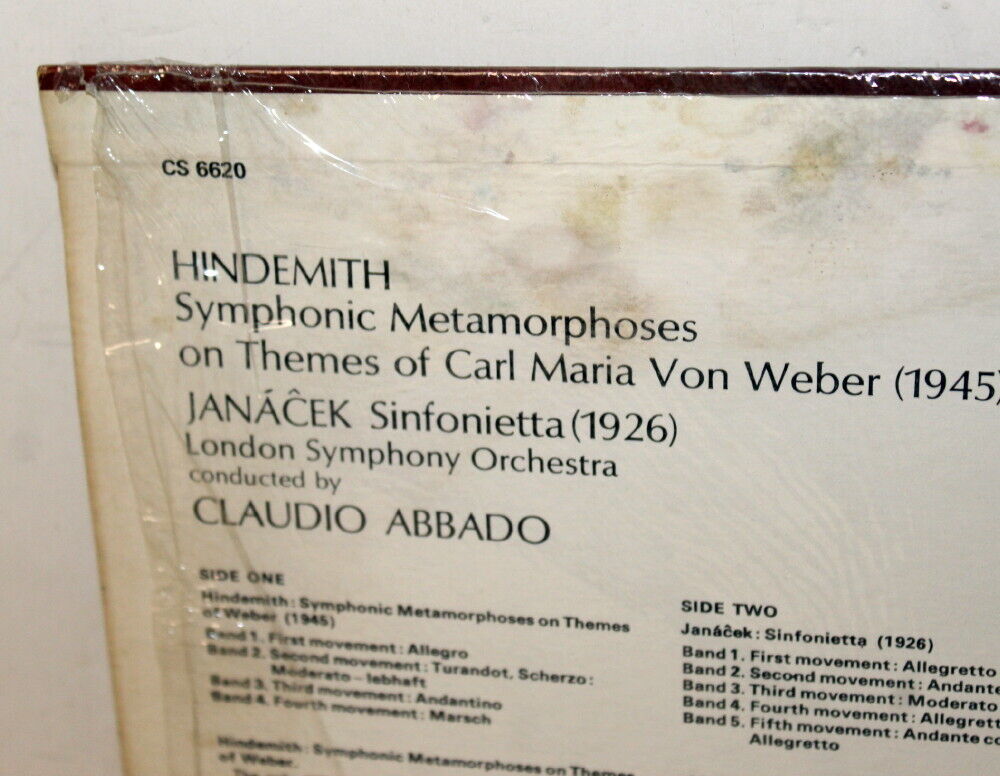 CS 6620
HINDEMITH
Symphonic Metamorphoses
on Themes of Carl Maria Von Weber (1945)
JANÁĈEK Sinfonietta (1926)
London Symphony Orchestra
conducted by
CLAUDIO ABBADO
SIDE ONE
Hindemith: Symphonic Metamorphoses on Themes
of Weber (1945)
Band 1. First movement: Allegro
Band 2. Second movement: Turandot, Scherzo:
Moderato – lebhaft
Band 3. Third movement: Andantino
Band 4. Fourth movement: Marsch
SIDE TWO
Janáĉek: Sinfonietta (1926)
Band 1. First movement: Allegretto
Band 2. Second movement: Andante
Band 3. Third movement: Moderato
Band 4. Fourth movement: Allegrett
Band 5. Fifth movement: Andante co
Allegretto
Hindemith: Symphonic Metamorphoses on Themes
of Weber.